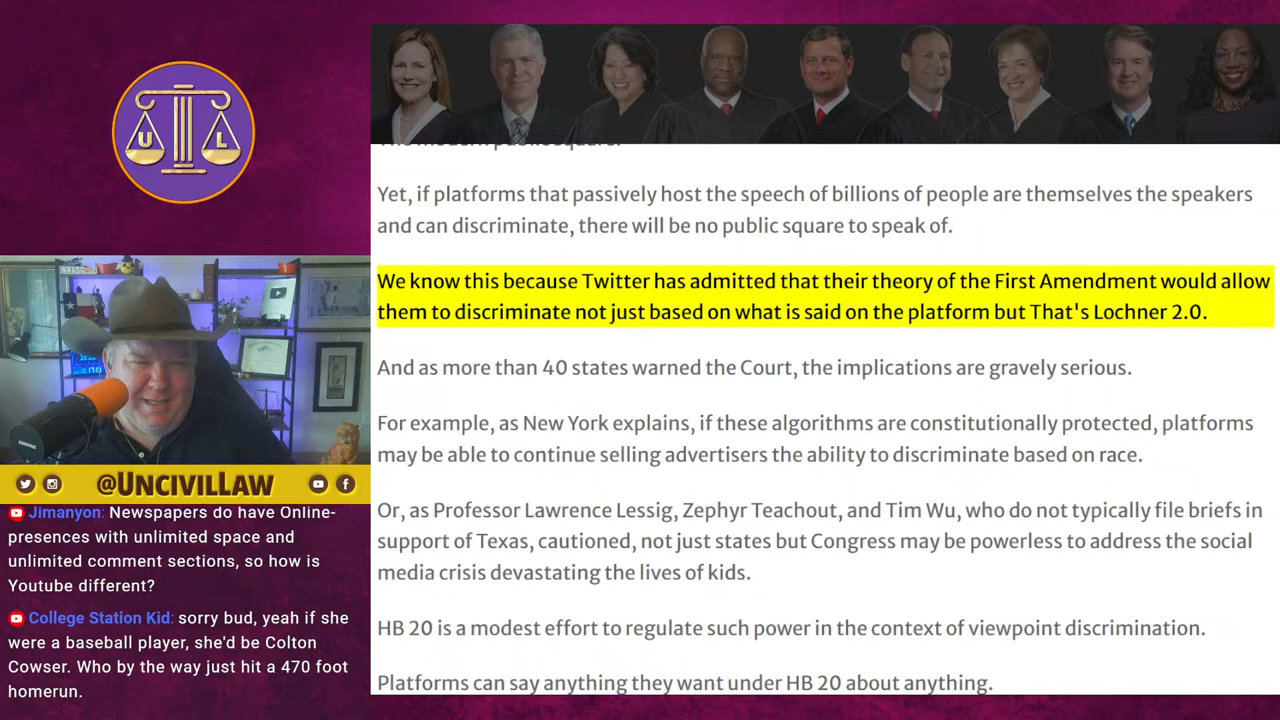 U L
Yet, if platforms that passively host the speech of billions of people are themselves the speakers
and can discriminate, there will be no public square to speak of.
We know this because Twitter has admitted that their theory of the First Amendment would allow
them to discriminate not just based on what is said on the platform but That's Lochner 2.0.
And as more than 40 states warned the Court, the implications are gravely serious.
For example, as New York explains, if these algorithms are constitutionally protected, platforms
may be able to continue selling advertisers the ability to discriminate based on race.
Or, as Professor Lawrence Lessig, Zephyr Teachout, and Tim Wu, who do not typically file briefs in
support of Texas, cautioned, not just states but Congress may be powerless to address the social
media crisis devastating the lives of kids.
HB 20 is a modest effort to regulate such power in the context of viewpoint discrimination.
Platforms can say anything they want under HB 20 about anything.
SHURE
@UNCIVILLAW
Jimanyon: Newspapers do have Online-
presences with unlimited space and
unlimited comment sections, so how is
Youtube different?
College Station Kid: sorry bud, yeah if she
were a baseball player, she'd be Colton
Cowser. Who by the way just hit a 470 foot
homerun.